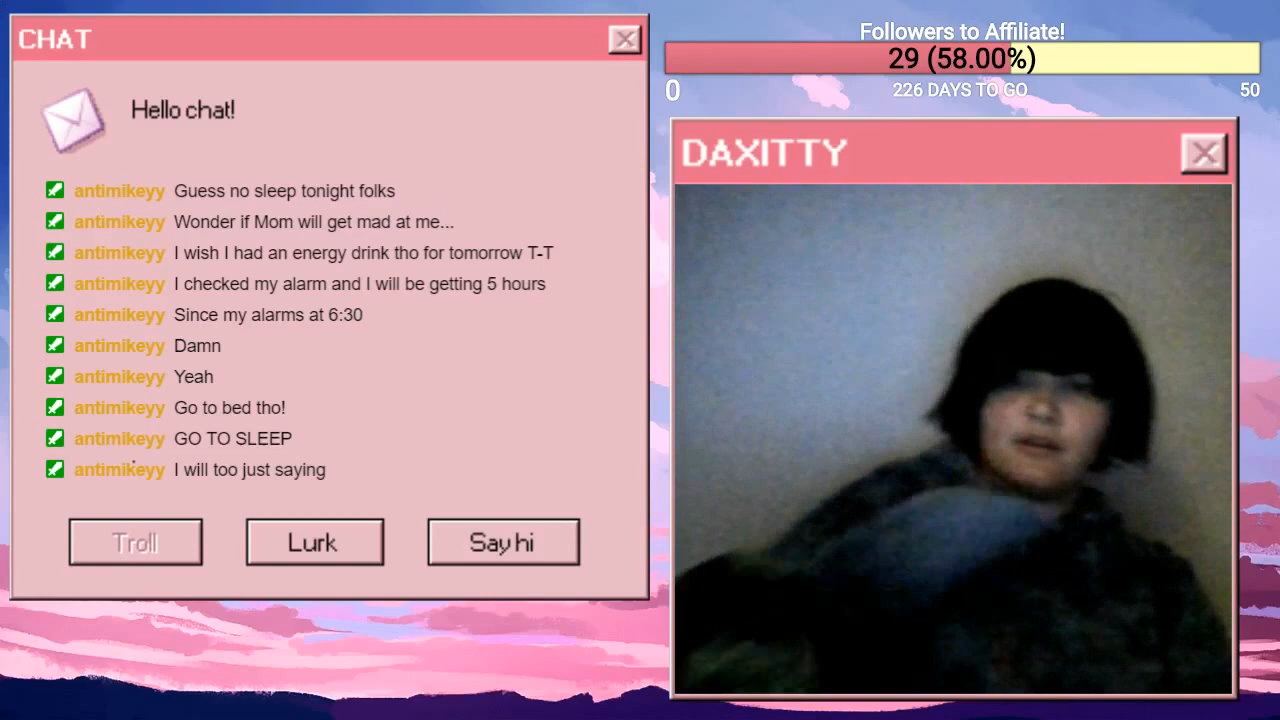 CHAT
Hello chat!
antimikeyy Guess no sleep tonight folks
antimikeyy Wonder if Mom will get mad at me...
antimikeyy I wish I had an energy drink tho for tomorrow T-T
antimikeyy I checked my alarm and I will be getting 5 hours
antimikeyy Since my alarms at 6:30
antimikeyy Damn
antimikeyy Yeah
antimikeyy Go to bed tho!
antimikeyy GO TO SLEEP
antimikeyy I will too just saying
Troll Lurk Say hi
Followers to Affiliate!
29 (58.00%)
0 226 DAYS TO GO 50
DAXITTY